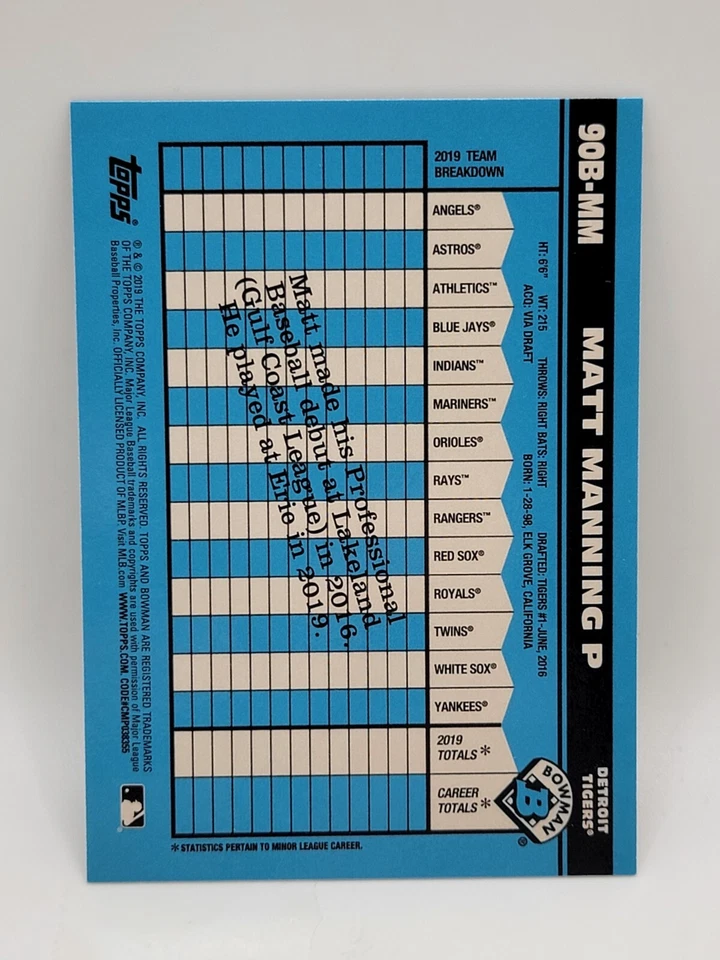 90B-MM MATT MANNING P DETROIT TIGERS®
HT: 6'6" WT: 215 THROWS: RIGHT BATS: RIGHT DRAFTED: TIGERS #1-JUNE, 2016
ACQ: VIA DRAFT BORN: 1-28-98, ELK GROVE, CALIFORNIA
BOWMAN
B
®
2019 TEAM
BREAKDOWN
ANGELS®
ASTROS®
ATHLETICS™
BLUE JAYS®
INDIANS™
MARINERS™
ORIOLES®
RAYS™
RANGERS™
RED SOX®
ROYALS®
TWINS®
WHITE SOX®
YANKEES®
2019
TOTALS*
CAREER
TOTALS*
Matt made his Professional
Baseball debut at Lakeland
(Gulf Coast League) in 2016.
He played at Erie in 2019.
*STATISTICS PERTAIN TO MINOR LEAGUE CAREER.
topps®
® & © 2019 THE TOPPS COMPANY, INC. ALL RIGHTS RESERVED. TOPPS AND BOWMAN ARE REGISTERED TRADEMARKS
OF THE TOPPS COMPANY, INC. Major League Baseball trademarks and copyrights are used with permission of Major League
Baseball Properties, Inc. OFFICIALLY LICENSED PRODUCT OF MLBP. Visit MLB.com WWW.TOPPS.COM. CODE#CMP038355